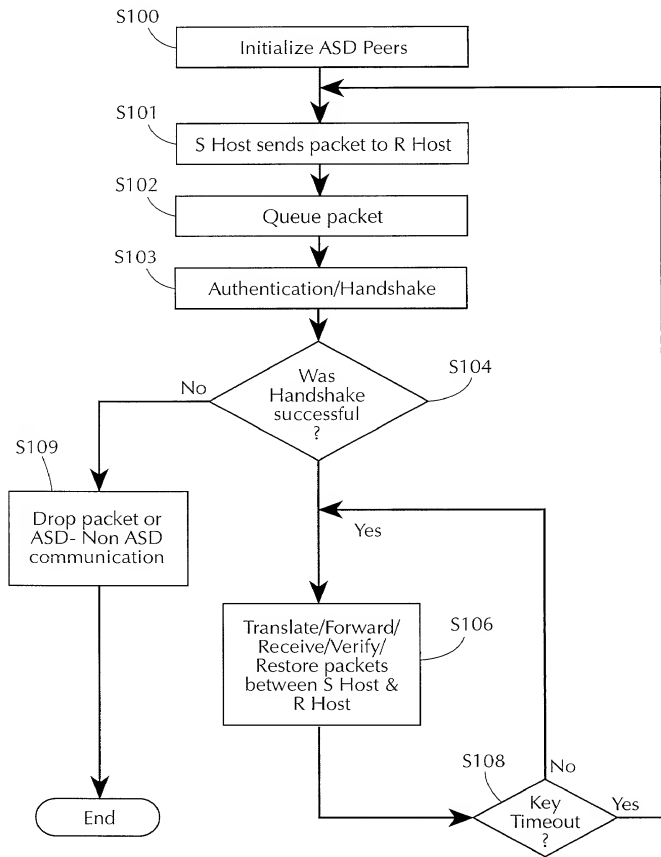 S100
Initialize ASD Peers
S101
S Host sends packet to R Host
S102
Queue packet
S103
Authentication/Handshake
S104
Was
Handshake
successful
?
No
Yes
S109
Drop packet or
ASD- Non ASD
communication
S106
Translate/Forward/
Receive/Verify/
Restore packets
between S Host &
R Host
S108
Key
Timeout
?
No
Yes
End